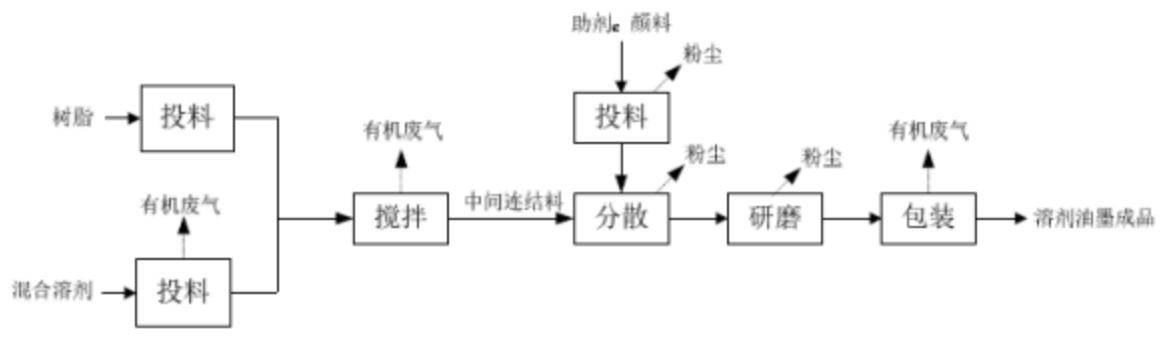 助剂。颜料
粉尘
树脂
投料
投料
有机废气
有机废气
粉尘
粉尘
有机废气
搅拌
中间连结料
分散
研磨
包装
溶剂油墨成品
有机废气
混合溶剂
投料